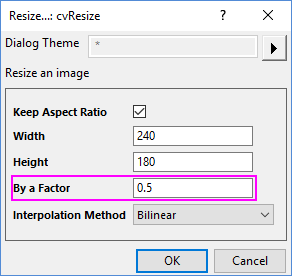 Resize...: cvResize
Dialog Theme *
Resize an image
Keep Aspect Ratio
Width 240
Height 180
By a Factor 0.5
Interpolation Method Bilinear
OK Cancel